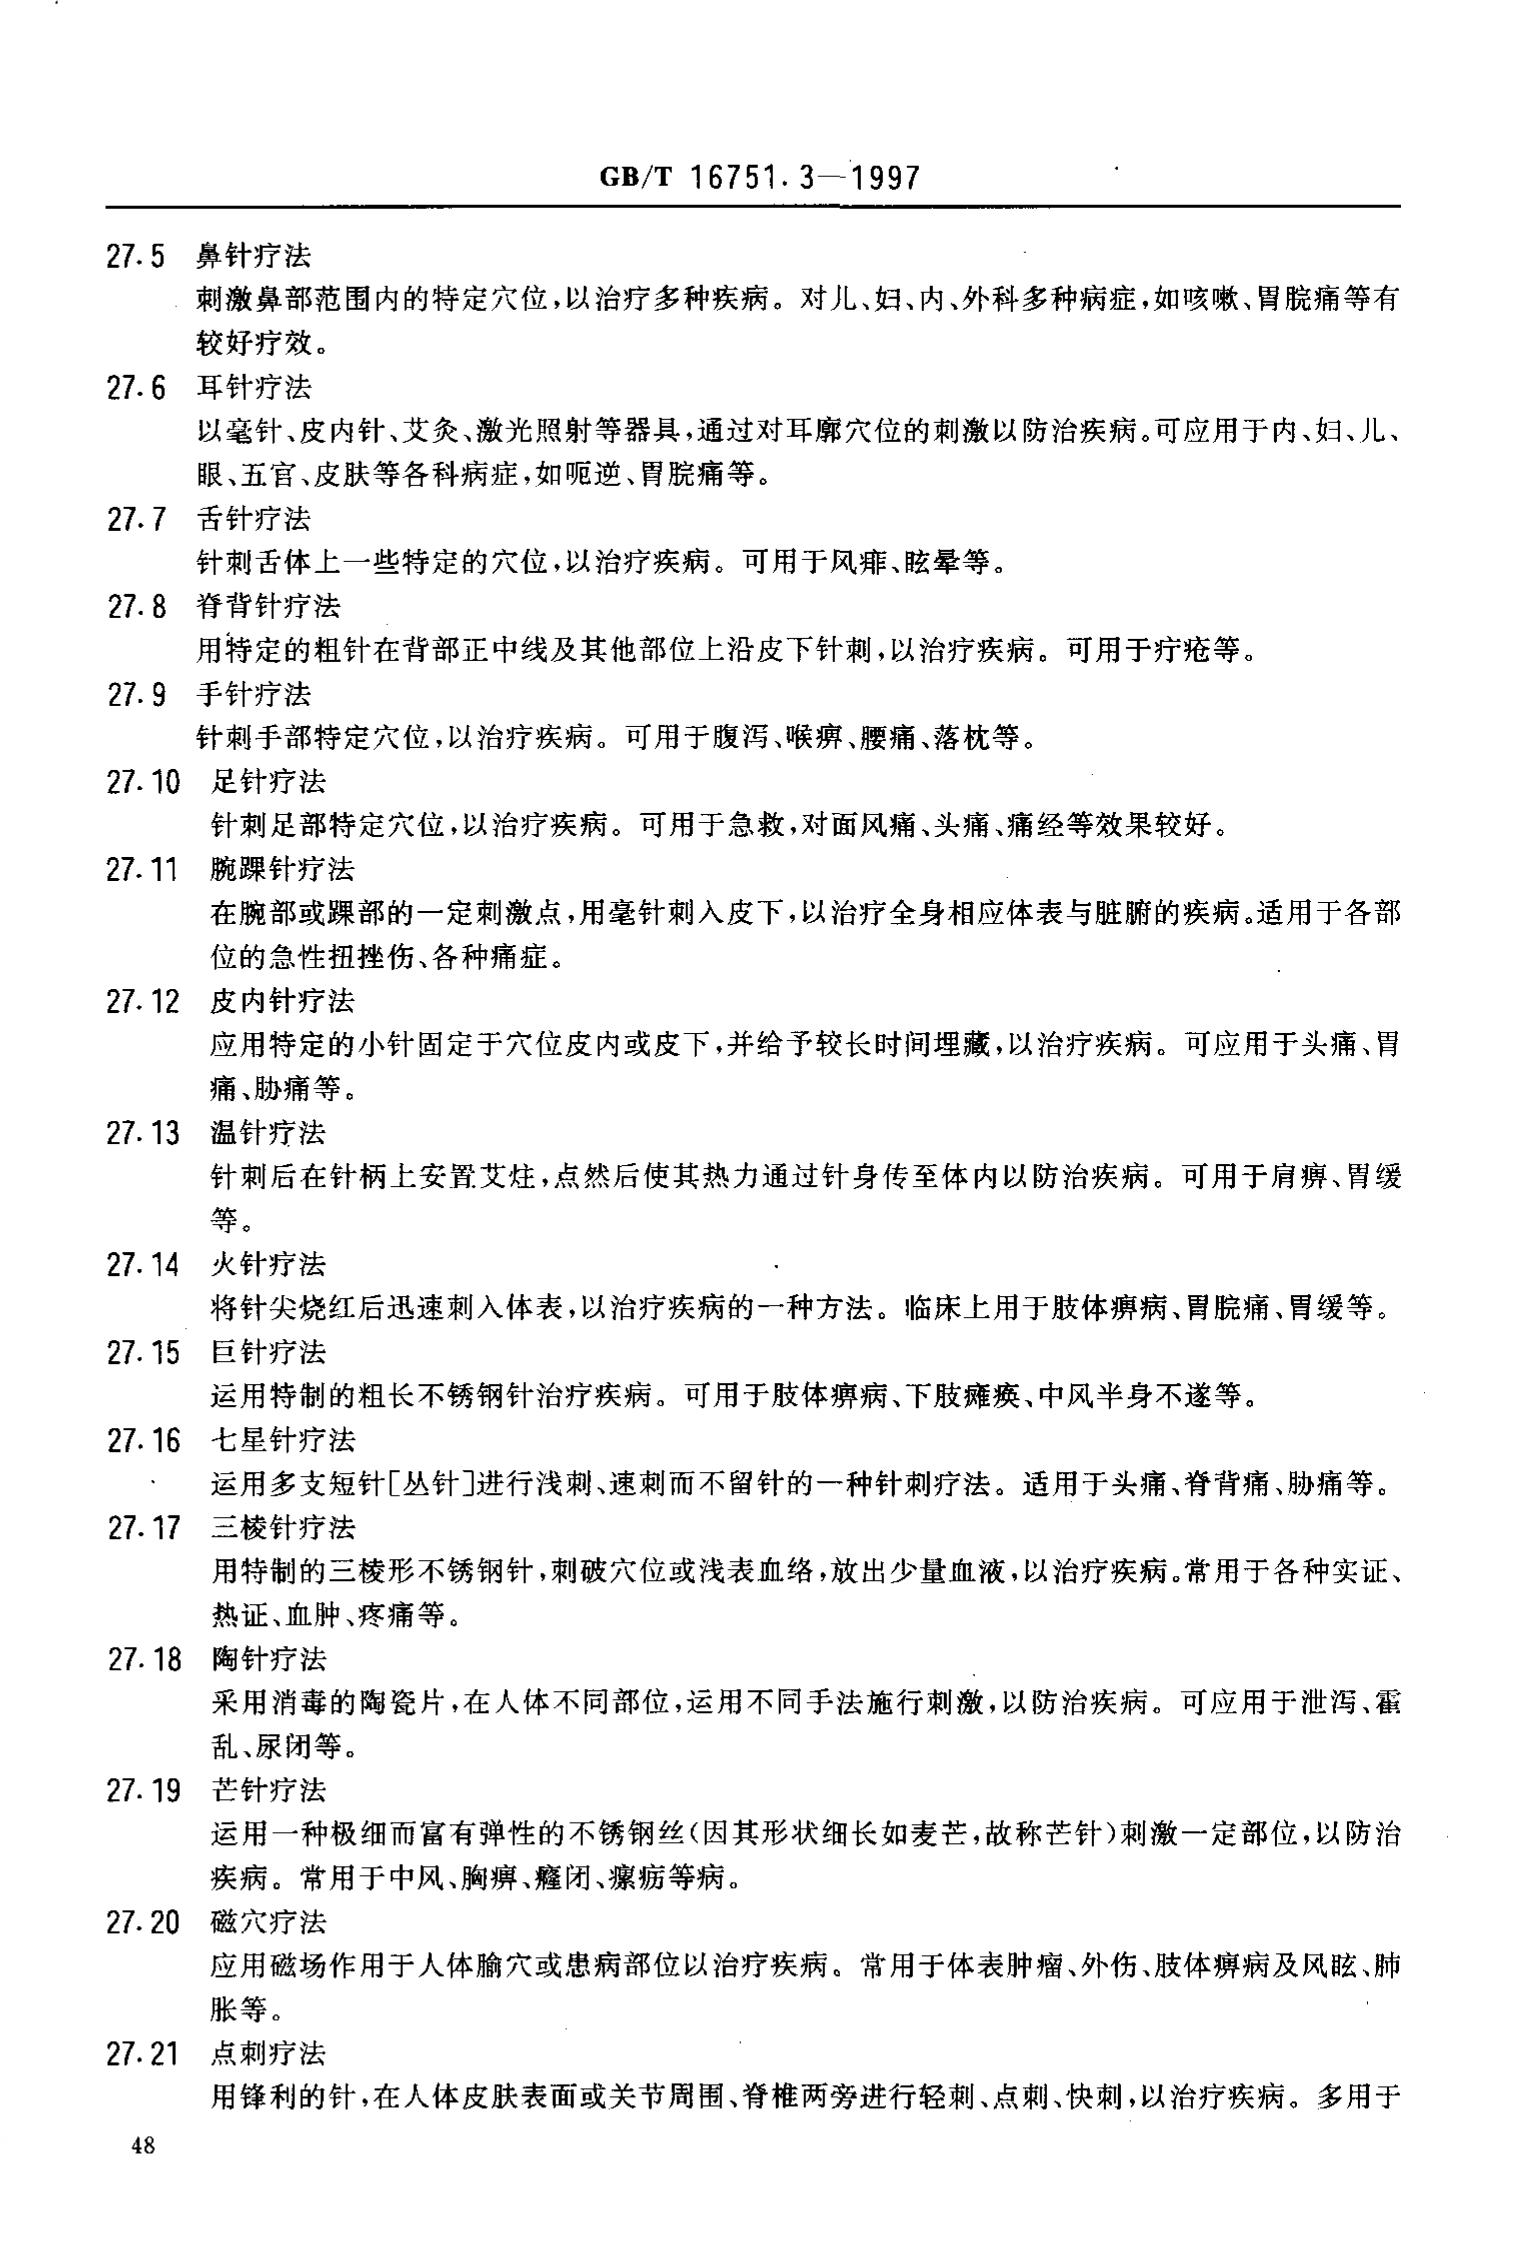 GB/T 16751.3—1997
27.5 鼻针疗法
刺激鼻部范围内的特定穴位,以治疗多种疾病。对儿、妇、内、外科多种病症,如咳嗽、胃脘痛等有
较好疗效。
27.6 耳针疗法
以毫针、皮内针、艾灸、激光照射等器具,通过对耳廓穴位的刺激以防治疾病。可应用于内、妇、儿、
眼、五官、皮肤等各科病症,如呃逆、胃脘痛等。
27.7 舌针疗法
针刺舌体上一些特定的穴位,以治疗疾病。可用于风痱、眩晕等。
27.8 脊背针疗法
用特定的粗针在背部正中线及其他部位上沿皮下针刺,以治疗疾病。可用于疔疮等。
27.9 手针疗法
针刺手部特定穴位,以治疗疾病。可用于腹泻、喉痹、腰痛、落枕等。
27.10 足针疗法
针刺足部特定穴位,以治疗疾病。可用于急救,对面风痛、头痛、痛经等效果较好。
27.11 腕踝针疗法
在腕部或踝部的一定刺激点,用毫针刺入皮下,以治疗全身相应体表与脏腑的疾病。适用于各部
位的急性扭挫伤、各种痛症。
27.12 皮内针疗法
应用特定的小针固定于穴位皮内或皮下,并给予较长时间埋藏,以治疗疾病。可应用于头痛、胃
痛、胁痛等。
27.13 温针疗法
针刺后在针柄上安置艾炷,点然后使其热力通过针身传至体内以防治疾病。可用于肩痹、胃缓
等。
27.14 火针疗法
将针尖烧红后迅速刺入体表,以治疗疾病的一种方法。临床上用于肢体痹病、胃脘痛、胃缓等。
27.15 巨针疗法
运用特制的粗长不锈钢针治疗疾病。可用于肢体痹病、下肢瘫痪、中风半身不遂等。
27.16 七星针疗法
运用多支短针[丛针]进行浅刺、速刺而不留针的一种针刺疗法。适用于头痛、脊背痛、胁痛等。
27.17 三棱针疗法
用特制的三棱形不锈钢针,刺破穴位或浅表血络,放出少量血液,以治疗疾病。常用于各种实证、
热证、血肿、疼痛等。
27.18 陶针疗法
采用消毒的陶瓷片,在人体不同部位,运用不同手法施行刺激,以防治疾病。可应用于泄泻、霍
乱、尿闭等。
27.19 芒针疗法
运用一种极细而富有弹性的不锈钢丝(因其形状细长如麦芒,故称芒针)刺激一定部位,以防治
疾病。常用于中风、胸痹、癃闭、瘰疬等病。
27.20 磁穴疗法
应用磁场作用于人体腧穴或患病部位以治疗疾病。常用于体表肿瘤、外伤、肢体痹病及风眩、肺
胀等。
27.21 点刺疗法
用锋利的针,在人体皮肤表面或关节周围、脊椎两旁进行轻刺、点刺、快刺,以治疗疾病。多用于
48